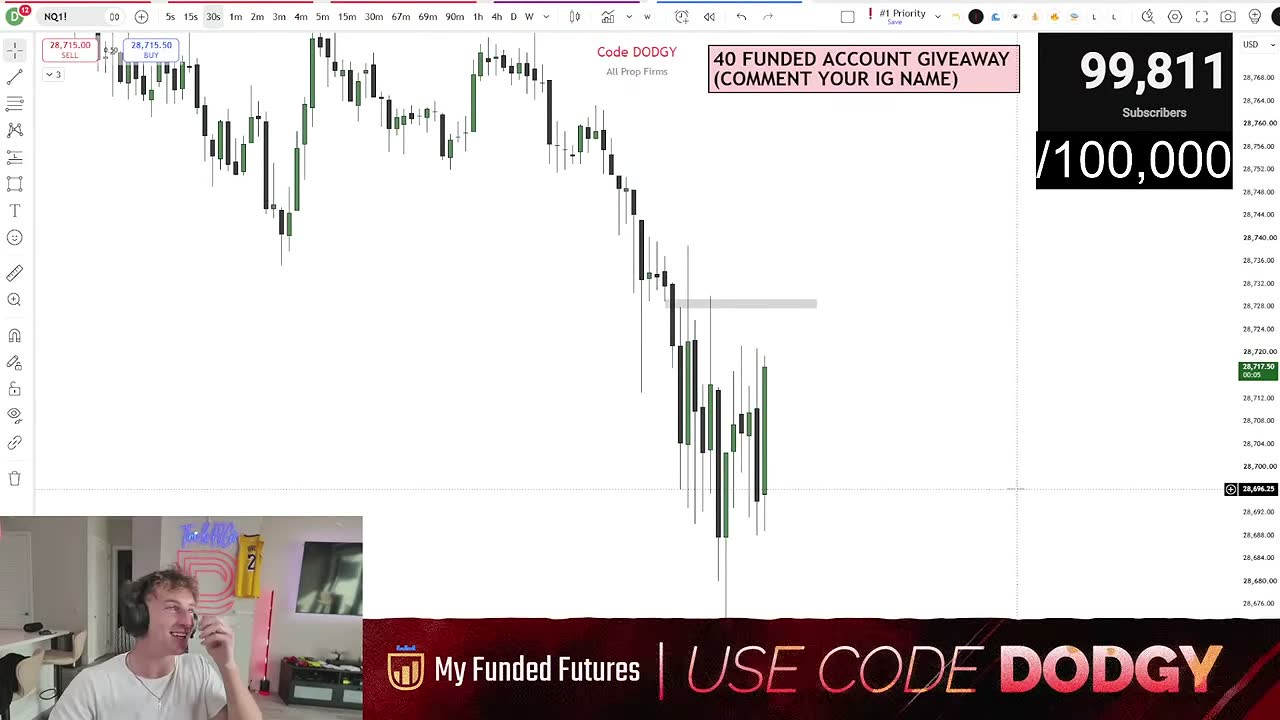 D 12 NQ1! 5s 15s 30s 1m 2m 3m 4m 5m 15m 30m 67m 69m 90m 1h 4h D W w #1 Priority L L
Save
28,715.00
SELL
28,715.50
BUY
3
Code DODGY
All Prop Firms
40 FUNDED ACCOUNT GIVEAWAY
(COMMENT YOUR IG NAME)
99,811
Subscribers
/100,000
USD
28,768.00
28,764.00
28,760.00
28,756.00
28,752.00
28,748.00
28,744.00
28,740.00
28,736.00
28,732.00
28,728.00
28,724.00
28,720.00
28,717.50
00:05
28,712.00
28,708.00
28,704.00
28,700.00
28,696.25
28,692.00
28,688.00
28,684.00
28,680.00
28,676.00
D
2
My Funded Futures
USE CODE DODGY